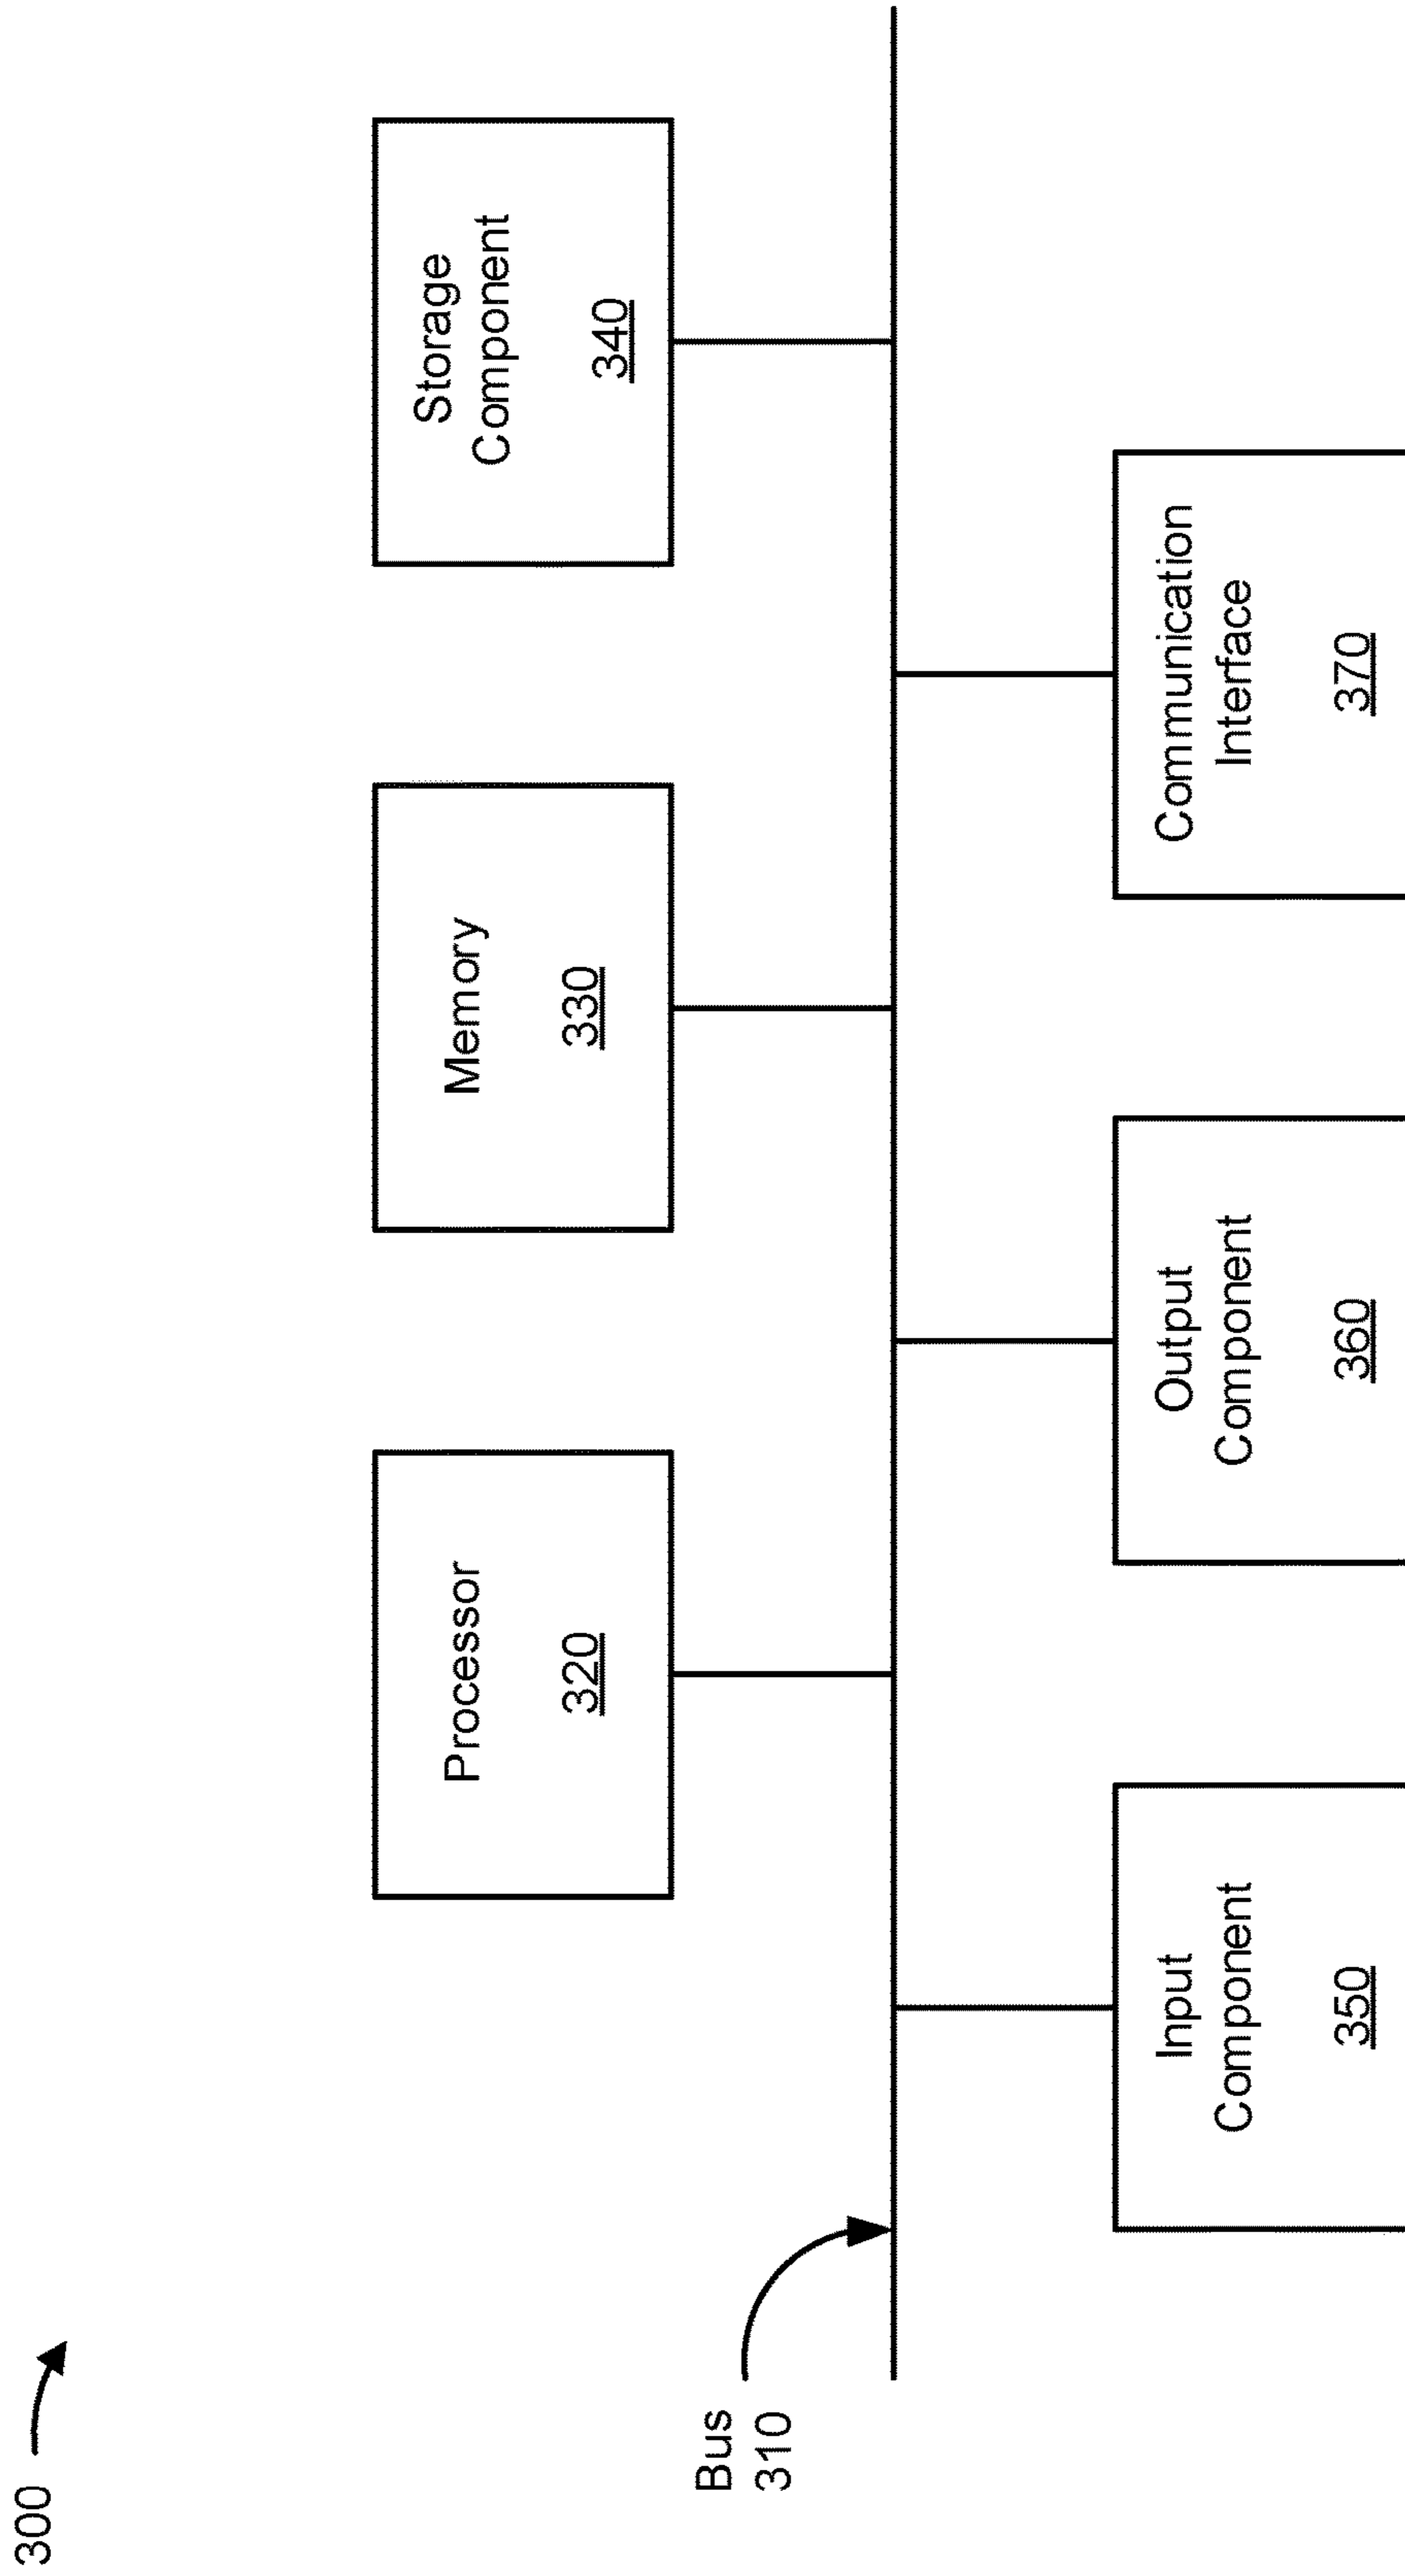 300
Processor
320
Memory
330
Storage
Component
340
Bus
310
Input
Component
350
Output
Component
360
Communication
Interface
370